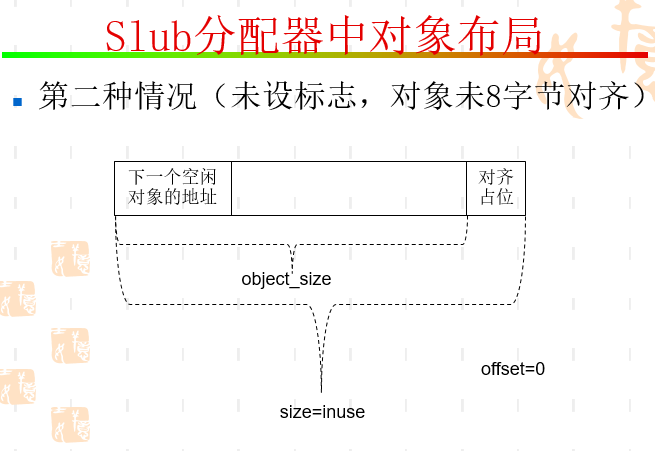 Slub分配器中对象布局
第二种情况（未设标志，对象未8字节对齐）
下一个空闲
对象的地址
对齐
占位
object_size
offset=0
size=inuse